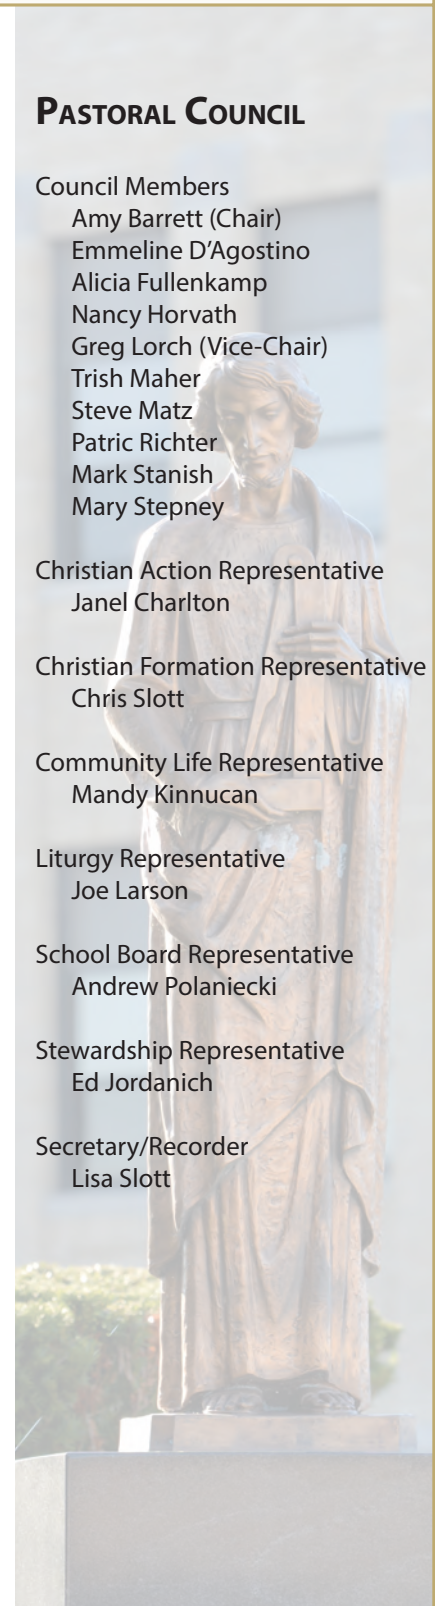 PASTORAL COUNCIL
Council Members
Amy Barrett (Chair)
Emmeline D'Agostino
Alicia Fullenkamp
Nancy Horvath
Greg Lorch (Vice-Chair)
Trish Maher
Steve Matz
Patric Richter
Mark Stanish
Mary Stepney
Christian Action Representative
Janel Charlton
Christian Formation Representative
Chris Slott
Community Life Representative
Mandy Kinnucan
Liturgy Representative
Joe Larson
School Board Representative
Andrew Polaniecki
Stewardship Representative
Ed Jordanich
Secretary/Recorder
Lisa Slott